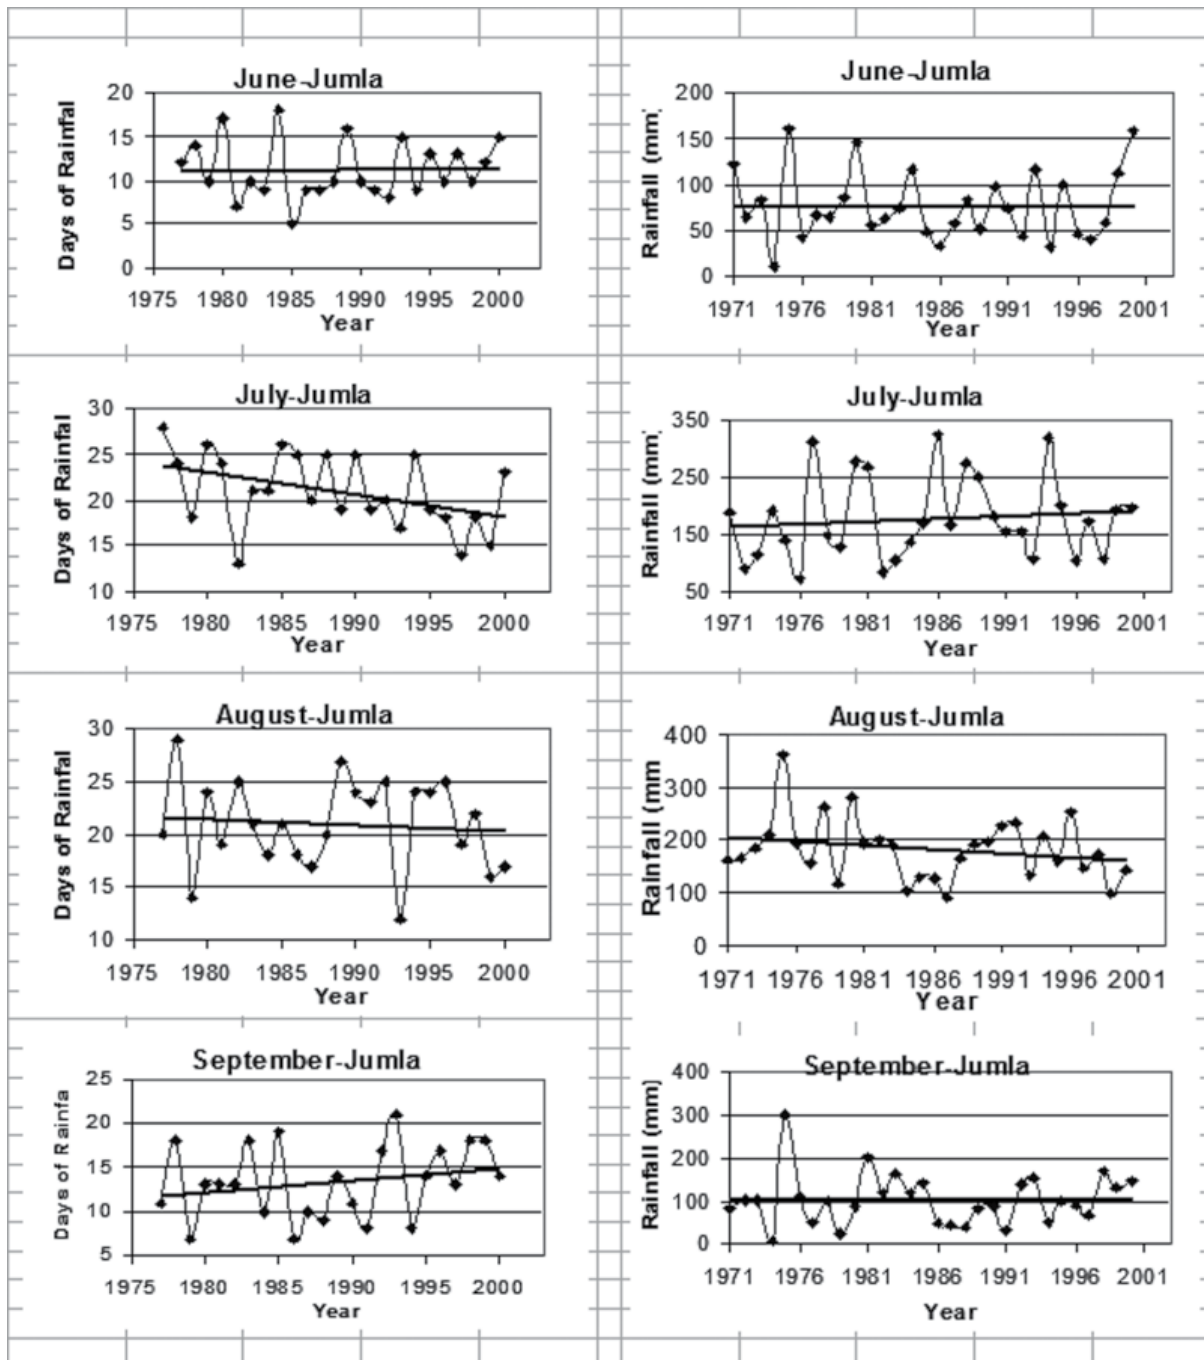 June-Jumla
Days of Rainfal
20
15
10
5
0
1975 1980 1985 1990 1995 2000
Year
June-Jumla
Rainfall (mm)
200
150
100
50
0
1971 1976 1981 1986 1991 1996 2001
Year
July-Jumla
Days of Rainfal
30
25
20
15
10
1975 1980 1985 1990 1995 2000
Year
July-Jumla
Rainfall (mm)
350
250
150
50
1971 1976 1981 1986 1991 1996 2001
Year
August-Jumla
Days of Rainfal
30
25
20
15
10
1975 1980 1985 1990 1995 2000
Year
August-Jumla
Rainfall (mm
400
300
200
100
0
1971 1976 1981 1986 1991 1996 2001
Year
September-Jumla
Days of Rainfa
25
20
15
10
5
1975 1980 1985 1990 1995 2000
Year
September-Jumla
Rainfall (mm)
400
300
200
100
0
1971 1976 1981 1986 1991 1996 2001
Year